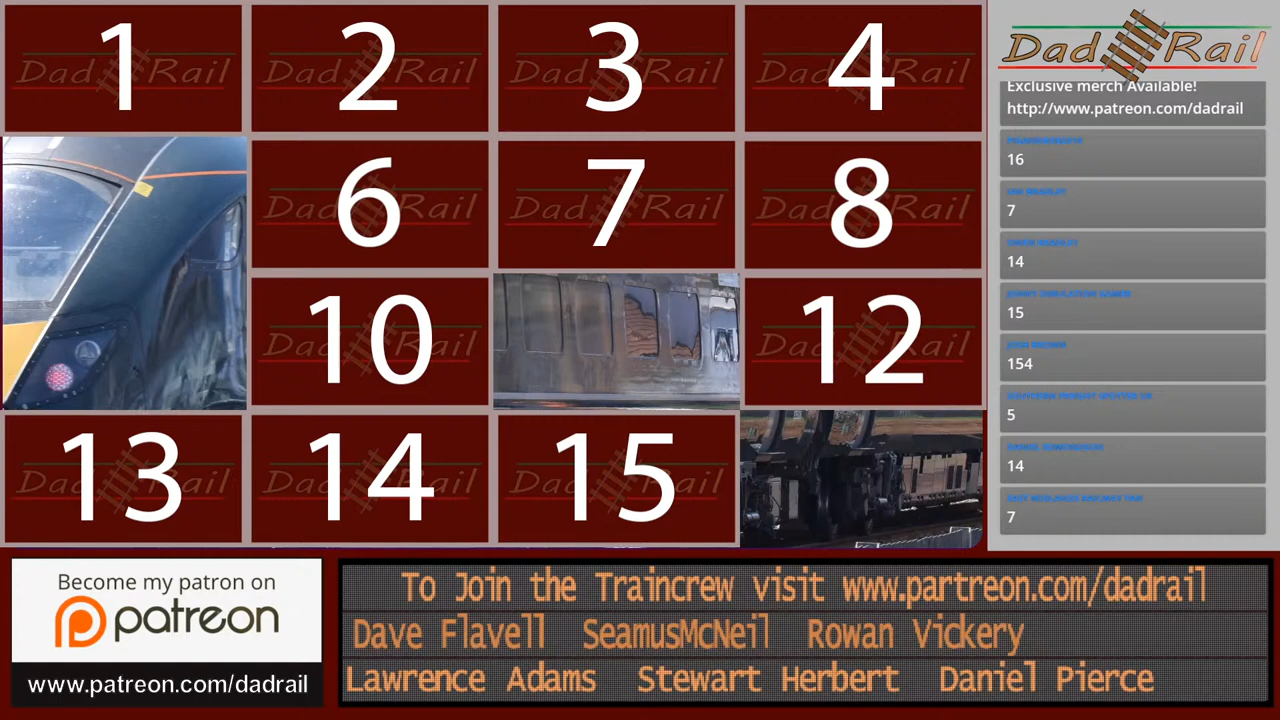 1
2
3
4
6
7
8
10
12
13
14
15
Dad Rail
Exclusive merch Available!
http://www.patreon.com/dadrail
16
7
14
15
154
5
14
7
Become my patron on
patreon
www.patreon.com/dadrail
To Join the Traincrew visit www.partreon.com/dadrail
Dave Flavell SeamusMcNeil Rowan Vickery
Lawrence Adams Stewart Herbert Daniel Pierce